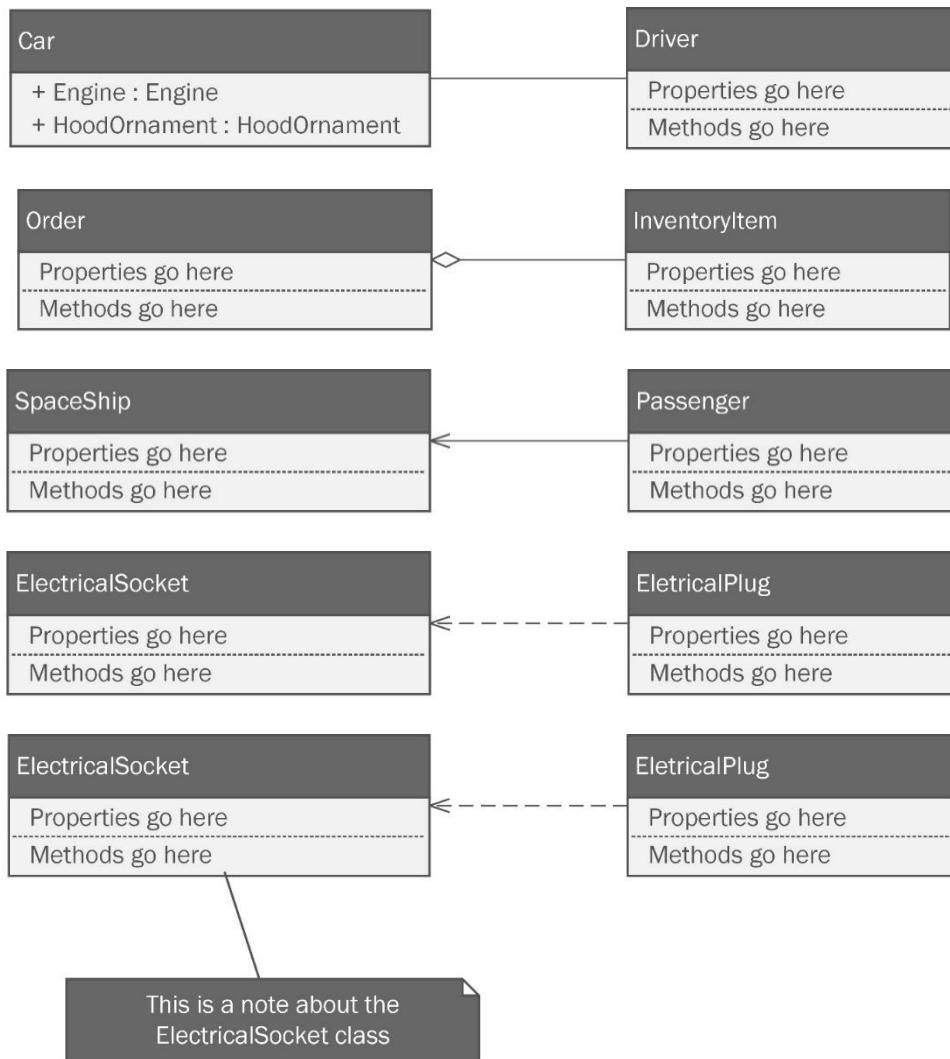 Car
+ Engine : Engine
+ HoodOrnament : HoodOrnament
Driver
Properties go here
Methods go here
Order
Properties go here
Methods go here
InventoryItem
Properties go here
Methods go here
SpaceShip
Properties go here
Methods go here
Passenger
Properties go here
Methods go here
ElectricalSocket
Properties go here
Methods go here
EletricalPlug
Properties go here
Methods go here
ElectricalSocket
Properties go here
Methods go here
EletricalPlug
Properties go here
Methods go here
This is a note about the
ElectricalSocket class